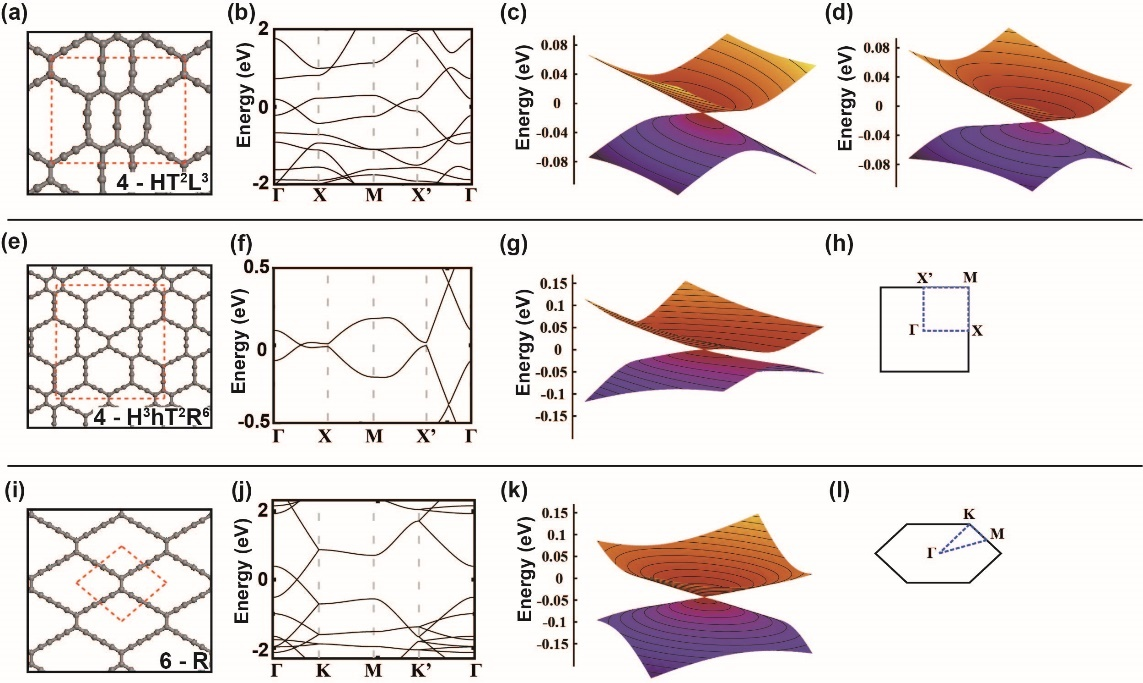 (a)
4 - HT²L³
(b)
Energy (eV)
2
0
-2
Γ X M X' Γ
(c)
Energy (eV)
0.08
0.04
0
-0.04
-0.08
(d)
Energy (eV)
0.08
0.04
0
-0.04
-0.08
(e)
4 - H³hT²R⁶
(f)
Energy (eV)
0.5
0
-0.5
Γ X M X' Γ
(g)
Energy (eV)
0.15
0.1
0.05
0
-0.05
-0.1
-0.15
(h)
X' M
Γ X
(i)
6 - R
(j)
Energy (eV)
2
0
-2
Γ K M K' Γ
(k)
Energy (eV)
0.15
0.1
0.05
0
-0.05
-0.1
-0.15
(l)
K
M
Γ